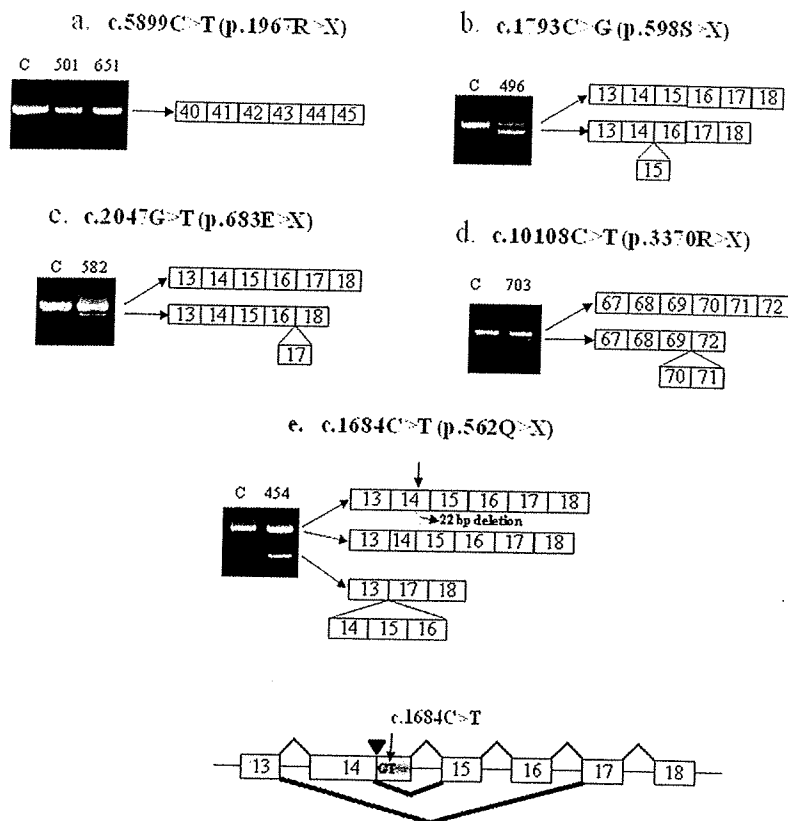 a. c.5899C>T (p.1967R>X)
C 501 651
40 41 42 43 44 45
b. c.1793C>G (p.598S>X)
C 496
13 14 15 16 17 18
13 14 16 17 18
15
c. c.2047G>T (p.683E>X)
C 582
13 14 15 16 17 18
13 14 15 16 18
17
d. c.10108C>T (p.3370R>X)
C 703
67 68 69 70 71 72
67 68 69 72
70 71
e. c.1684C>T (p.562Q>X)
C 454
13 14 15 16 17 18
22 bp deletion
13 14 15 16 17 18
13 17 18
14 15 16
c.1684C>T
13 14 GT 15 16 17 18